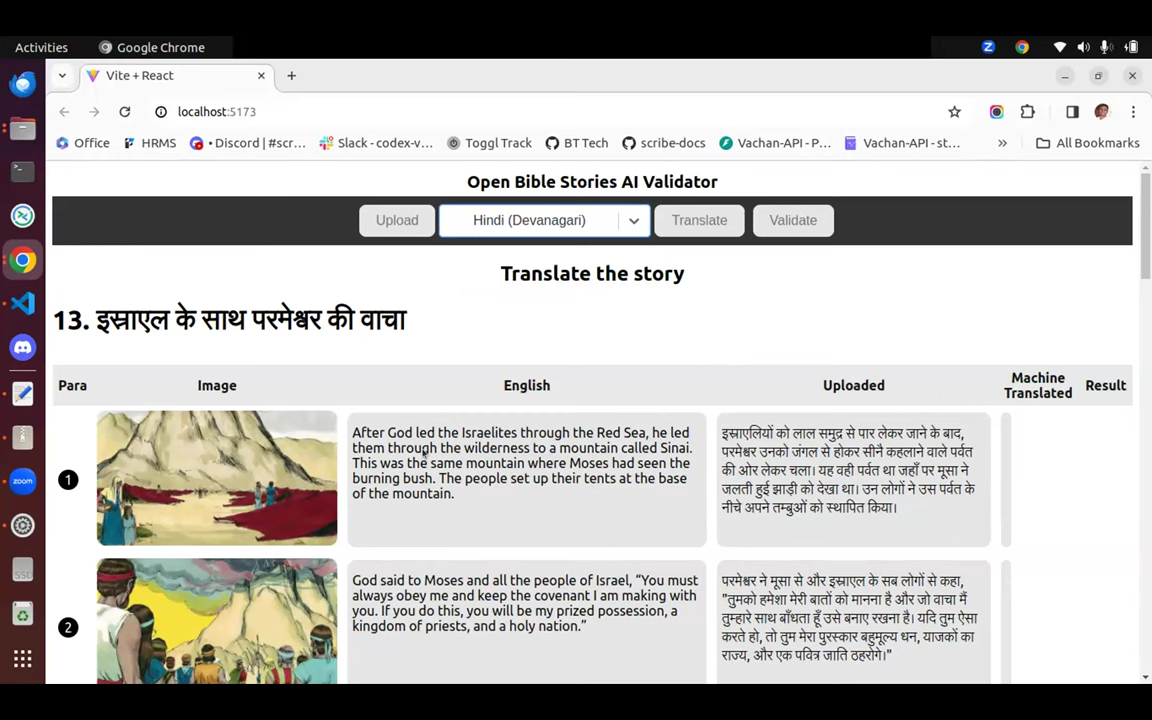 Activities
Google Chrome
Vite + React
localhost:5173
Office
HRMS
• Discord | #scr...
Slack - codex-v...
Toggl Track
BT Tech
scribe-docs
Vachan-API - P...
Vachan-API - st...
»
All Bookmarks
Open Bible Stories AI Validator
Upload
Hindi (Devanagari)
Translate
Validate
Translate the story
13. इस्राएल के साथ परमेश्वर की वाचा
Para
Image
English
Uploaded
Machine
Translated
Result
1
After God led the Israelites through the Red Sea, he led
them through the wilderness to a mountain called Sinai.
This was the same mountain where Moses had seen the
burning bush. The people set up their tents at the base
of the mountain.
इस्राएलियों को लाल समुद्र से पार लेकर जाने के बाद,
परमेश्वर उनको जंगल से होकर सीनै कहलाने वाले पर्वत
की ओर लेकर चला। यह वही पर्वत था जहाँ पर मूसा ने
जलती हुई झाड़ी को देखा था। उन लोगों ने उस पर्वत के
नीचे अपने तम्बुओं को स्थापित किया।
2
God said to Moses and all the people of Israel, “You must
always obey me and keep the covenant I am making with
you. If you do this, you will be my prized possession, a
kingdom of priests, and a holy nation.”
परमेश्वर ने मूसा से और इस्राएल के सब लोगों से कहा,
"तुमको हमेशा मेरी बातों को मानना है और जो वाचा मैं
तुम्हारे साथ बाँधता हूँ उसे बनाए रखना है। यदि तुम ऐसा
करते हो, तो तुम मेरा पुरस्कार बहुमूल्य धन, याजकों का
राज्य, और एक पवित्र जाति ठहरोगे।"
Z
zoom
SSD